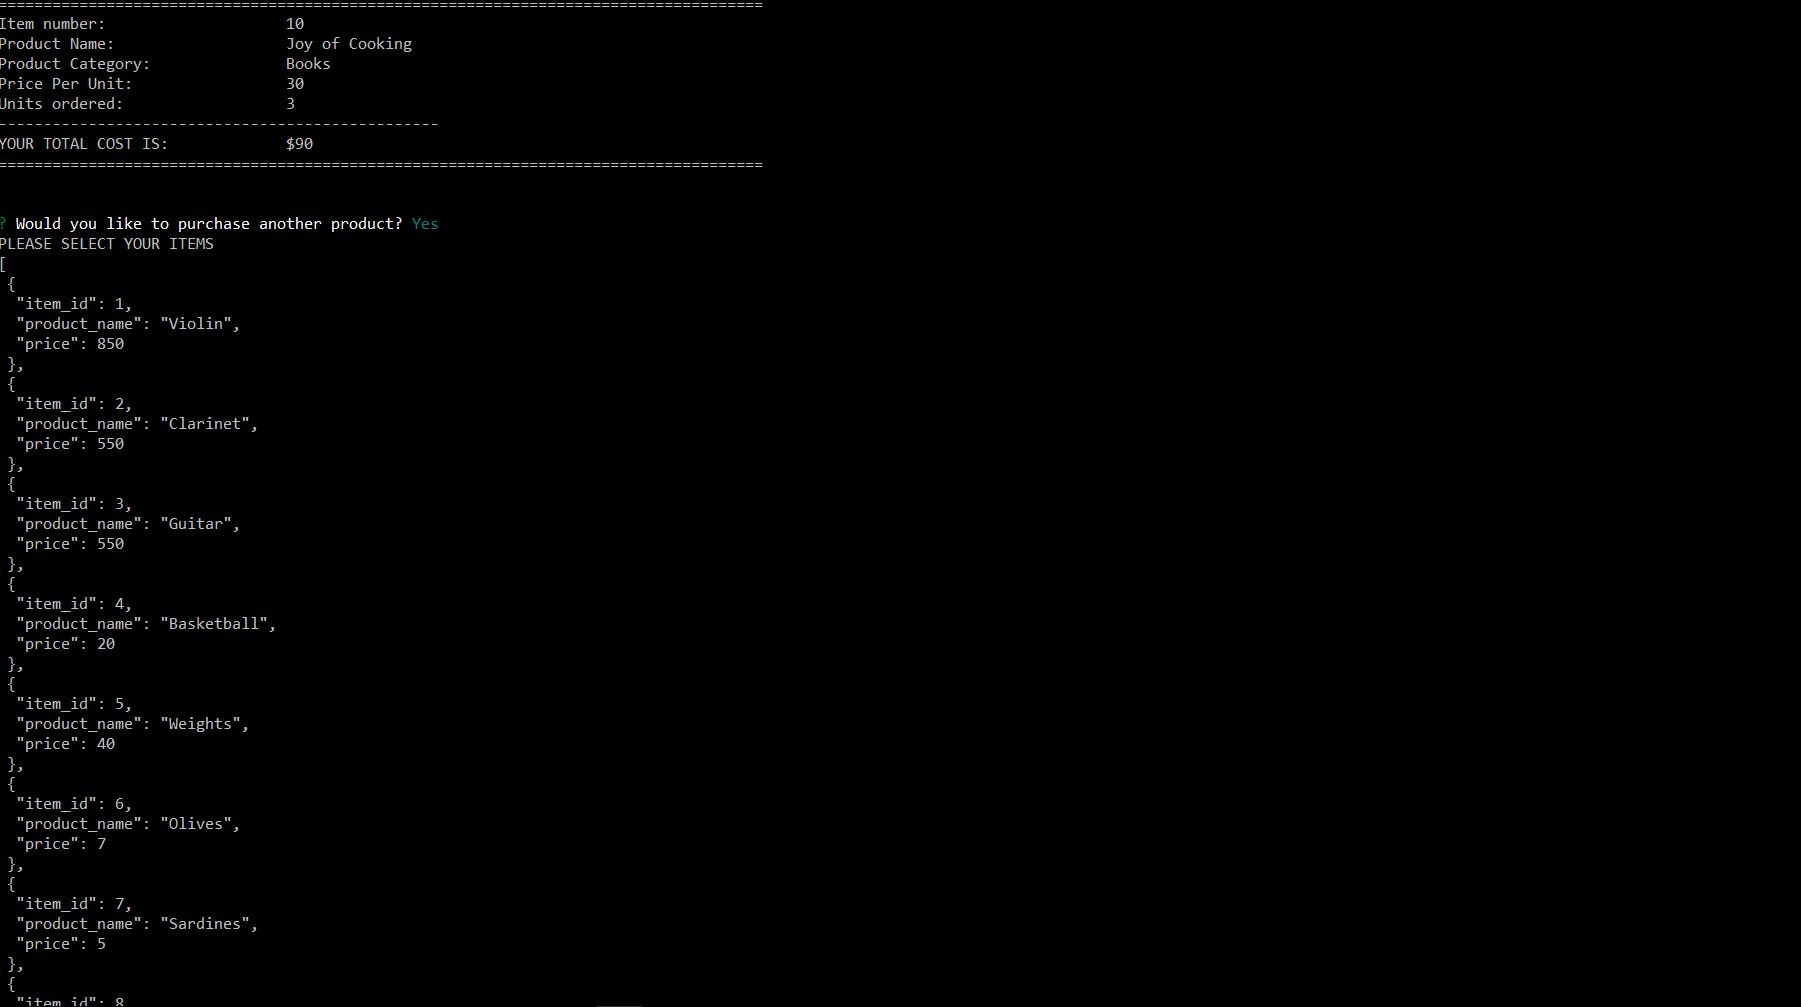 =====================================================================================
Item number:                    10
Product Name:                   Joy of Cooking
Product Category:               Books
Price Per Unit:                 30
Units ordered:                  3
-------------------------------------------------
YOUR TOTAL COST IS:             $90
=====================================================================================
? Would you like to purchase another product? Yes
PLEASE SELECT YOUR ITEMS
[
 {
  "item_id": 1,
  "product_name": "Violin",
  "price": 850
 },
 {
  "item_id": 2,
  "product_name": "Clarinet",
  "price": 550
 },
 {
  "item_id": 3,
  "product_name": "Guitar",
  "price": 550
 },
 {
  "item_id": 4,
  "product_name": "Basketball",
  "price": 20
 },
 {
  "item_id": 5,
  "product_name": "Weights",
  "price": 40
 },
 {
  "item_id": 6,
  "product_name": "Olives",
  "price": 7
 },
 {
  "item_id": 7,
  "product_name": "Sardines",
  "price": 5
 },
 {
  "item_id": 8